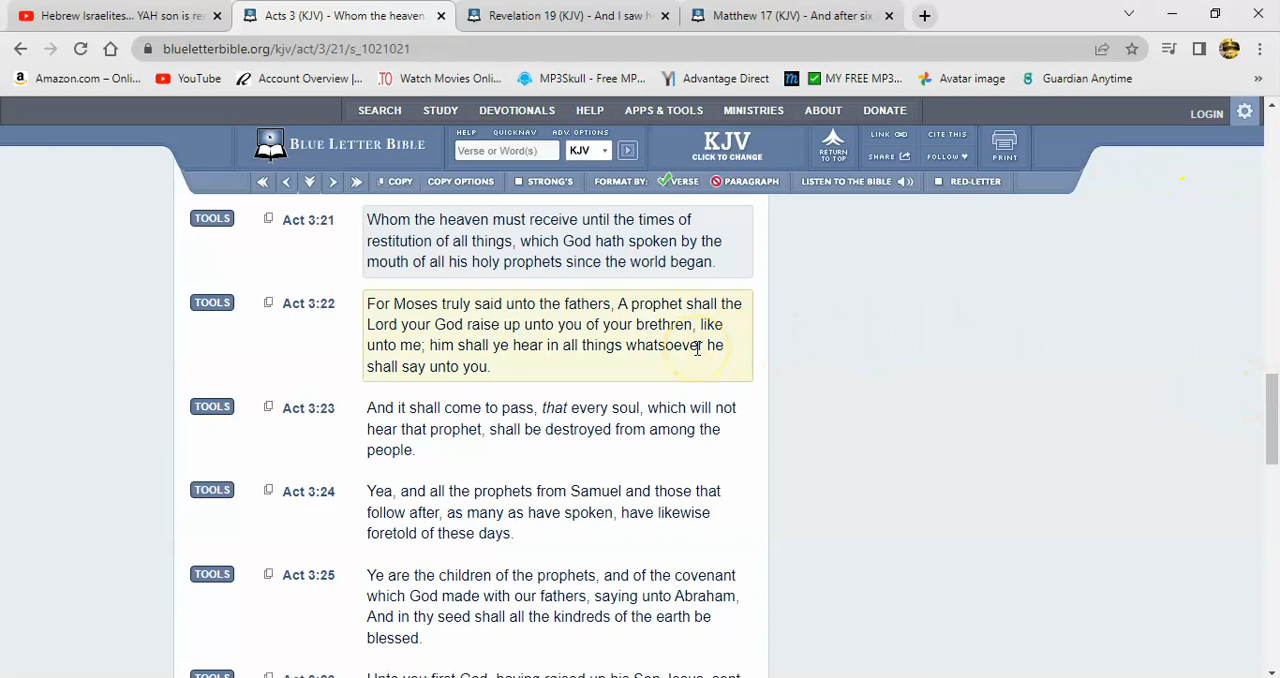 Hebrew Israelites... YAH son is re
Acts 3 (KJV) - Whom the heaven
Revelation 19 (KJV) - And I saw h
Matthew 17 (KJV) - And after six
blueletterbible.org/kjv/act/3/21/s_1021021
Amazon.com – Onli...
YouTube
Account Overview |...
Watch Movies Onli...
MP3Skull - Free MP...
Advantage Direct
MY FREE MP3...
Avatar image
Guardian Anytime
»
SEARCH STUDY DEVOTIONALS HELP APPS & TOOLS MINISTRIES ABOUT DONATE
LOGIN
BLUE LETTER BIBLE
HELP QUICKNAV ADV. OPTIONS
Verse or Word(s) KJV
KJV
CLICK TO CHANGE
RETURN
TO TOP
LINK
SHARE
CITE THIS
FOLLOW
PRINT
COPY COPY OPTIONS STRONG'S FORMAT BY: VERSE PARAGRAPH LISTEN TO THE BIBLE RED-LETTER
TOOLS Act 3:21 Whom the heaven must receive until the times of
restitution of all things, which God hath spoken by the
mouth of all his holy prophets since the world began.
TOOLS Act 3:22 For Moses truly said unto the fathers, A prophet shall the
Lord your God raise up unto you of your brethren, like
unto me; him shall ye hear in all things whatsoever he
shall say unto you.
TOOLS Act 3:23 And it shall come to pass, that every soul, which will not
hear that prophet, shall be destroyed from among the
people.
TOOLS Act 3:24 Yea, and all the prophets from Samuel and those that
follow after, as many as have spoken, have likewise
foretold of these days.
TOOLS Act 3:25 Ye are the children of the prophets, and of the covenant
which God made with our fathers, saying unto Abraham,
And in thy seed shall all the kindreds of the earth be
blessed.
TOOLS Unto you first God, having raised up his Son Jesus, sent